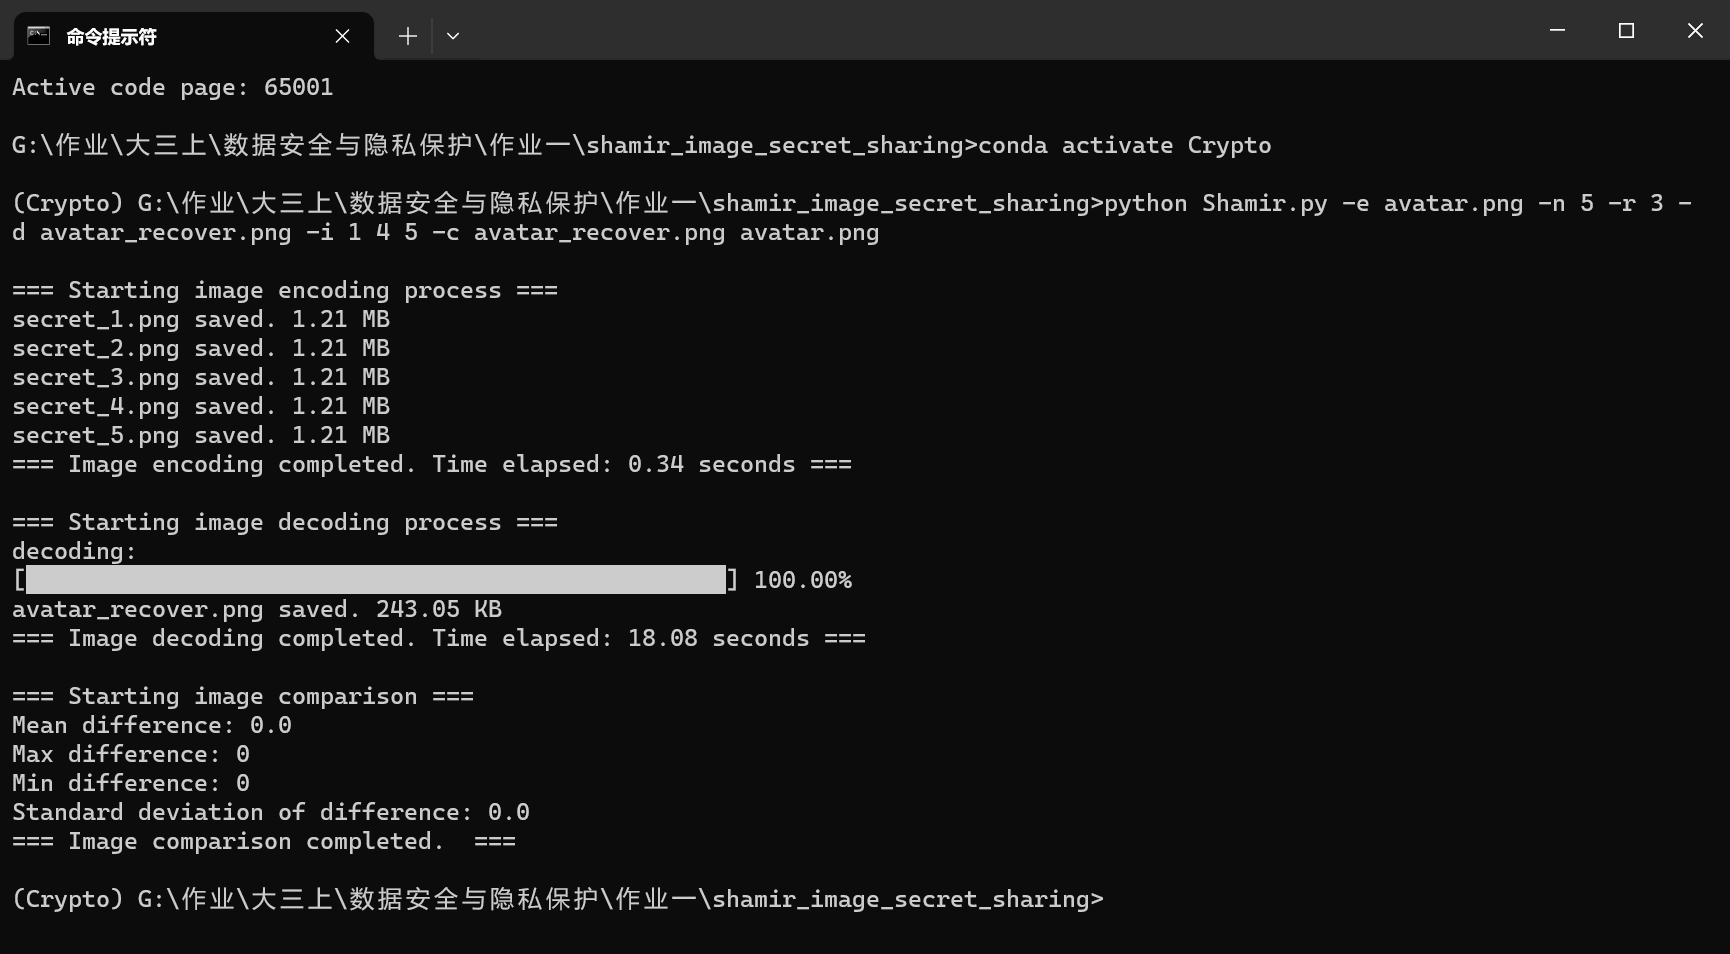 命令提示符
Active code page: 65001
G:\作业\大三上\数据安全与隐私保护\作业一\shamir_image_secret_sharing>conda activate Crypto
(Crypto) G:\作业\大三上\数据安全与隐私保护\作业一\shamir_image_secret_sharing>python Shamir.py -e avatar.png -n 5 -r 3 -
d avatar_recover.png -i 1 4 5 -c avatar_recover.png avatar.png
=== Starting image encoding process ===
secret_1.png saved. 1.21 MB
secret_2.png saved. 1.21 MB
secret_3.png saved. 1.21 MB
secret_4.png saved. 1.21 MB
secret_5.png saved. 1.21 MB
=== Image encoding completed. Time elapsed: 0.34 seconds ===
=== Starting image decoding process ===
decoding:
[██████████████████████████████████████████████████] 100.00%
avatar_recover.png saved. 243.05 KB
=== Image decoding completed. Time elapsed: 18.08 seconds ===
=== Starting image comparison ===
Mean difference: 0.0
Max difference: 0
Min difference: 0
Standard deviation of difference: 0.0
=== Image comparison completed.  ===
(Crypto) G:\作业\大三上\数据安全与隐私保护\作业一\shamir_image_secret_sharing>